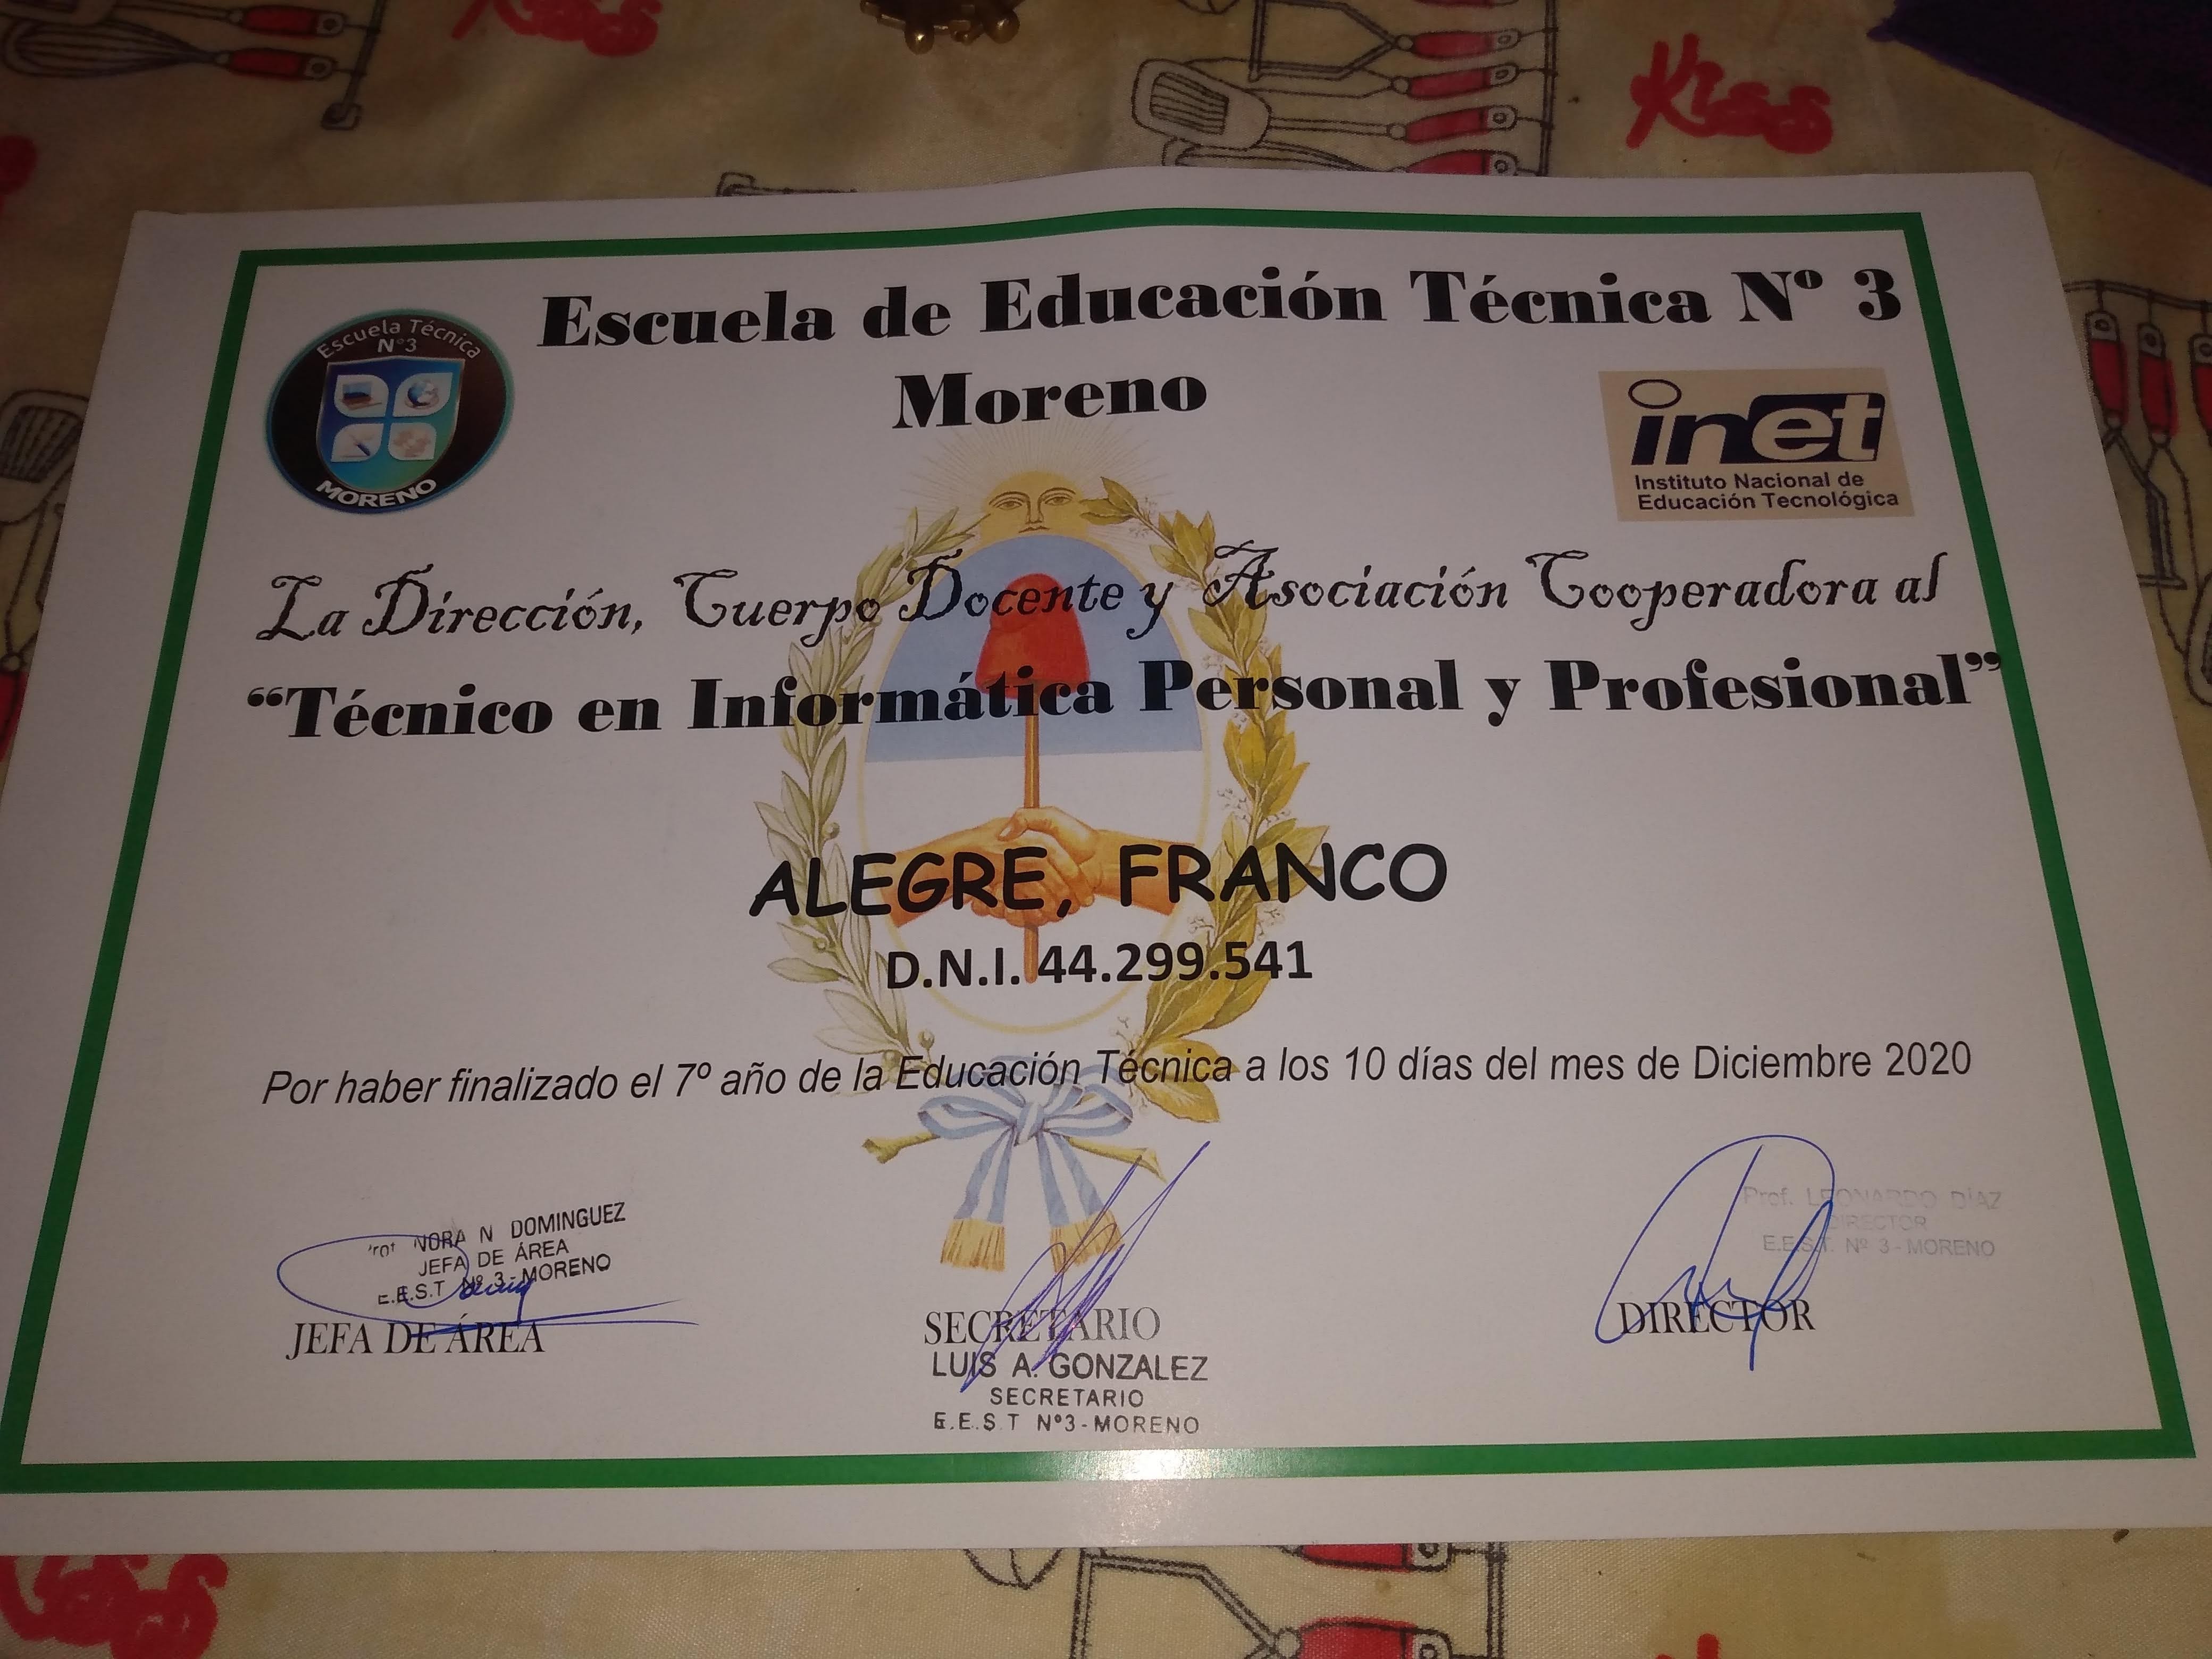 Kiss
Escuela de Educación Técnica Nº 3
Moreno
Escuela Técnica
N°3
MORENO
inet
Instituto Nacional de
Educación Tecnológica
La Dirección, Cuerpo Docente y Asociación Cooperadora al
“Técnico en Informática Personal y Profesional”
ALEGRE, FRANCO
D.N.I. 44.299.541
Por haber finalizado el 7º año de la Educación Técnica a los 10 días del mes de Diciembre 2020
NORA N DOMINGUEZ
JEFA DE ÁREA
E.E.S.T Nº 3-MORENO
JEFA DE ÁREA
SECRETARIO
LUIS A. GONZALEZ
SECRETARIO
E.E.S.T Nº3-MORENO
Prof. LEONARDO DÍAZ
DIRECTOR
E.E.S.T. Nº 3-MORENO
DIRECTOR